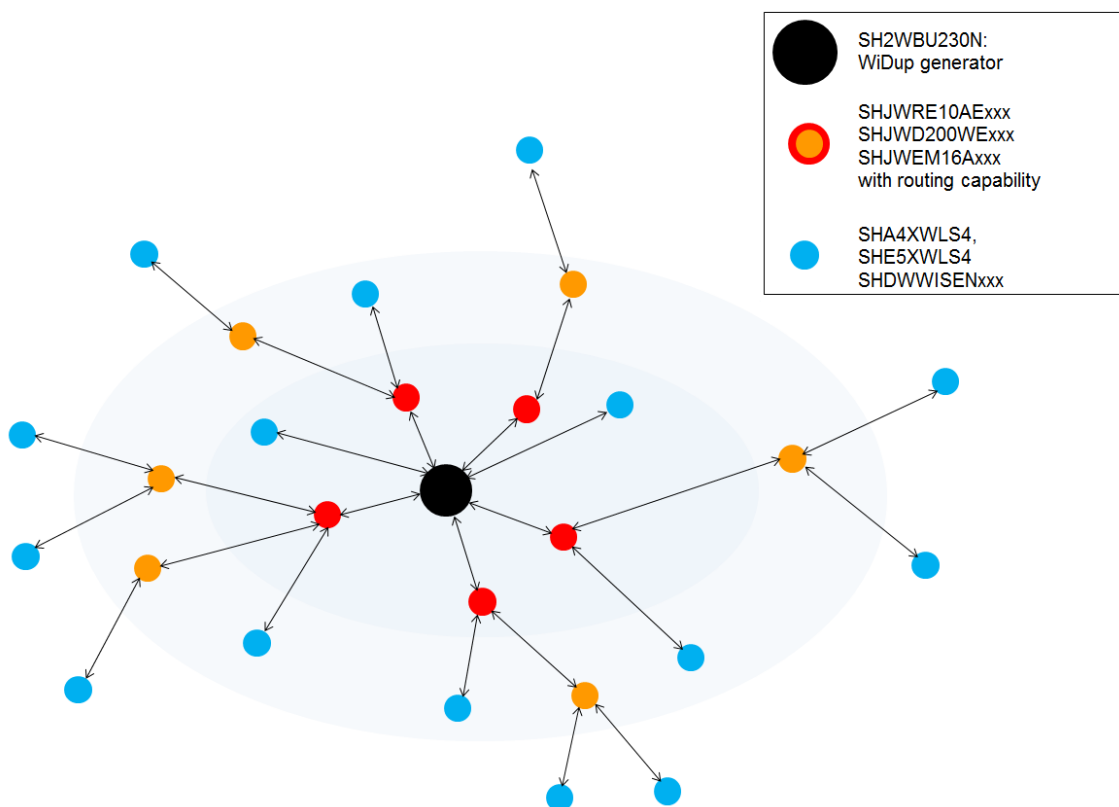 SH2WBU230N:
WiDup generator
SHJWRE10AExxx
SHJWD200WExxx
SHJWEM16Axxx
with routing capability
SHA4XWLS4,
SHE5XWLS4
SHDWWISENxxx